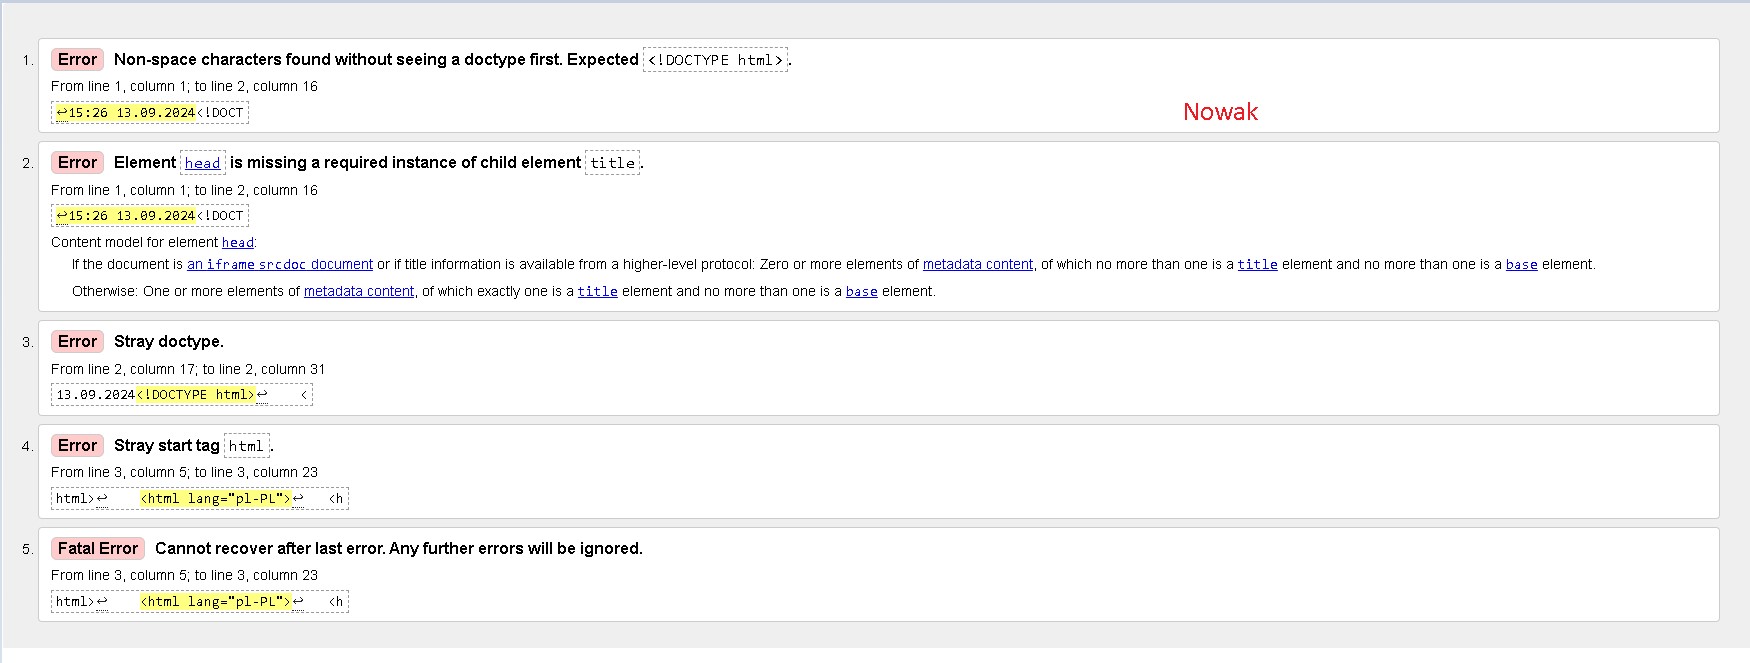 1. Error Non-space characters found without seeing a doctype first. Expected <!DOCTYPE html>.
From line 1, column 1; to line 2, column 16
↩15:26 13.09.2024<!DOCT
Nowak
2. Error Element head is missing a required instance of child element title.
From line 1, column 1; to line 2, column 16
↩15:26 13.09.2024<!DOCT
Content model for element head:
If the document is an iframe srcdoc document or if title information is available from a higher-level protocol: Zero or more elements of metadata content, of which no more than one is a title element and no more than one is a base element.
Otherwise: One or more elements of metadata content, of which exactly one is a title element and no more than one is a base element.
3. Error Stray doctype.
From line 2, column 17; to line 2, column 31
13.09.2024<!DOCTYPE html>↩ <
4. Error Stray start tag html.
From line 3, column 5; to line 3, column 23
html>↩ <html lang="pl-PL">↩ <h
5. Fatal Error Cannot recover after last error. Any further errors will be ignored.
From line 3, column 5; to line 3, column 23
html>↩ <html lang="pl-PL">↩ <h